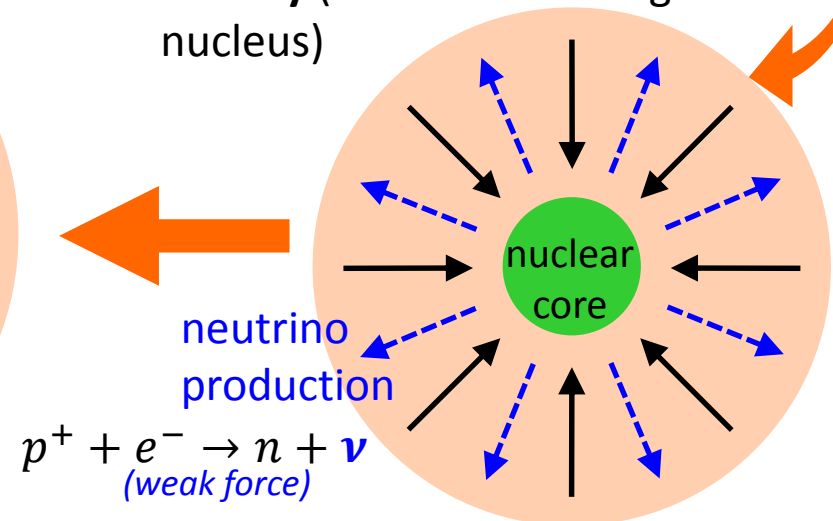 nucleus)
nuclear
core
neutrino
production
p⁺ + e⁻ → n + ν
(weak force)